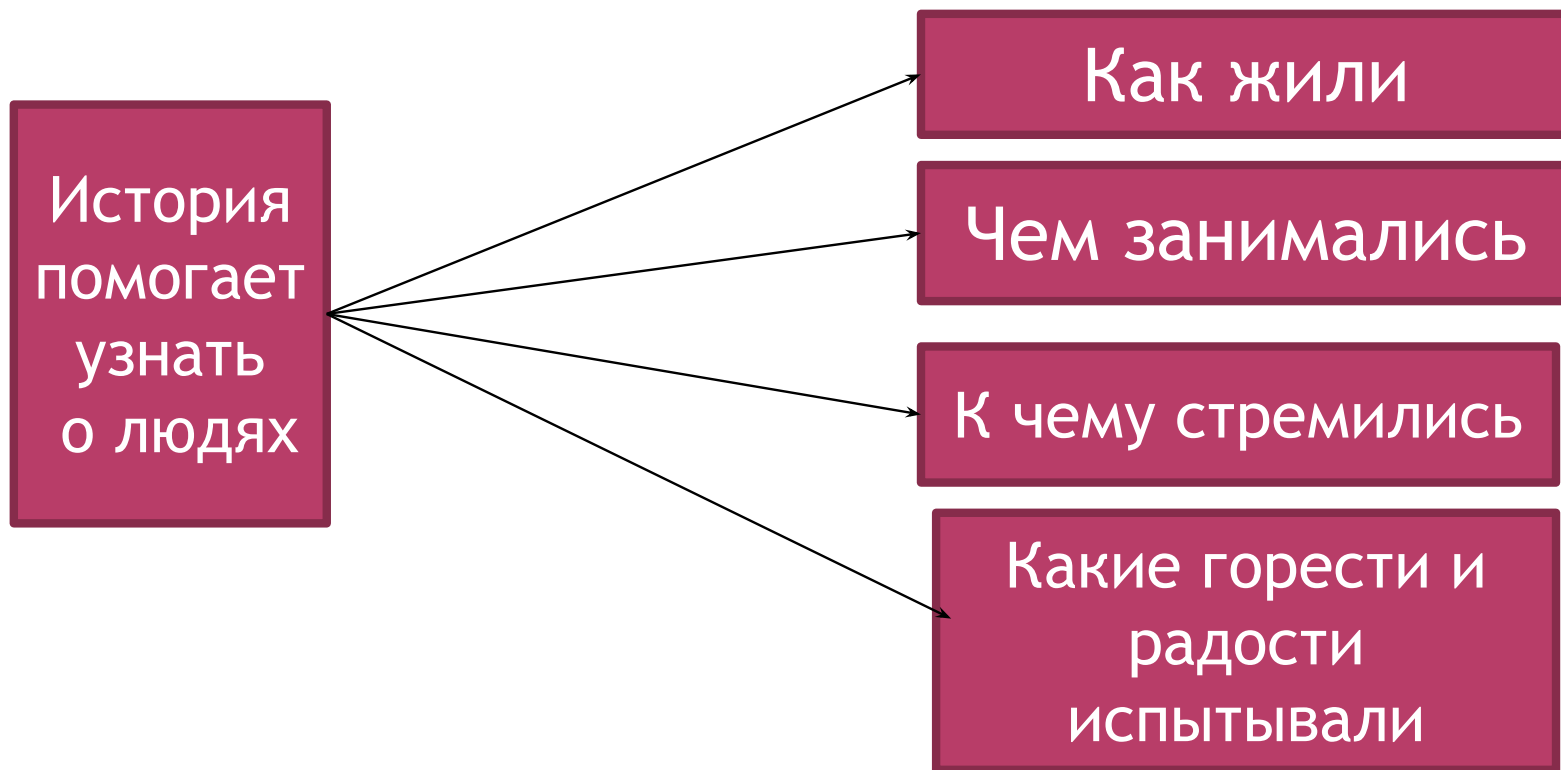 История
помогает
узнать
о людях
Как жили
Чем занимались
К чему стремились
Какие горести и
радости
испытывали